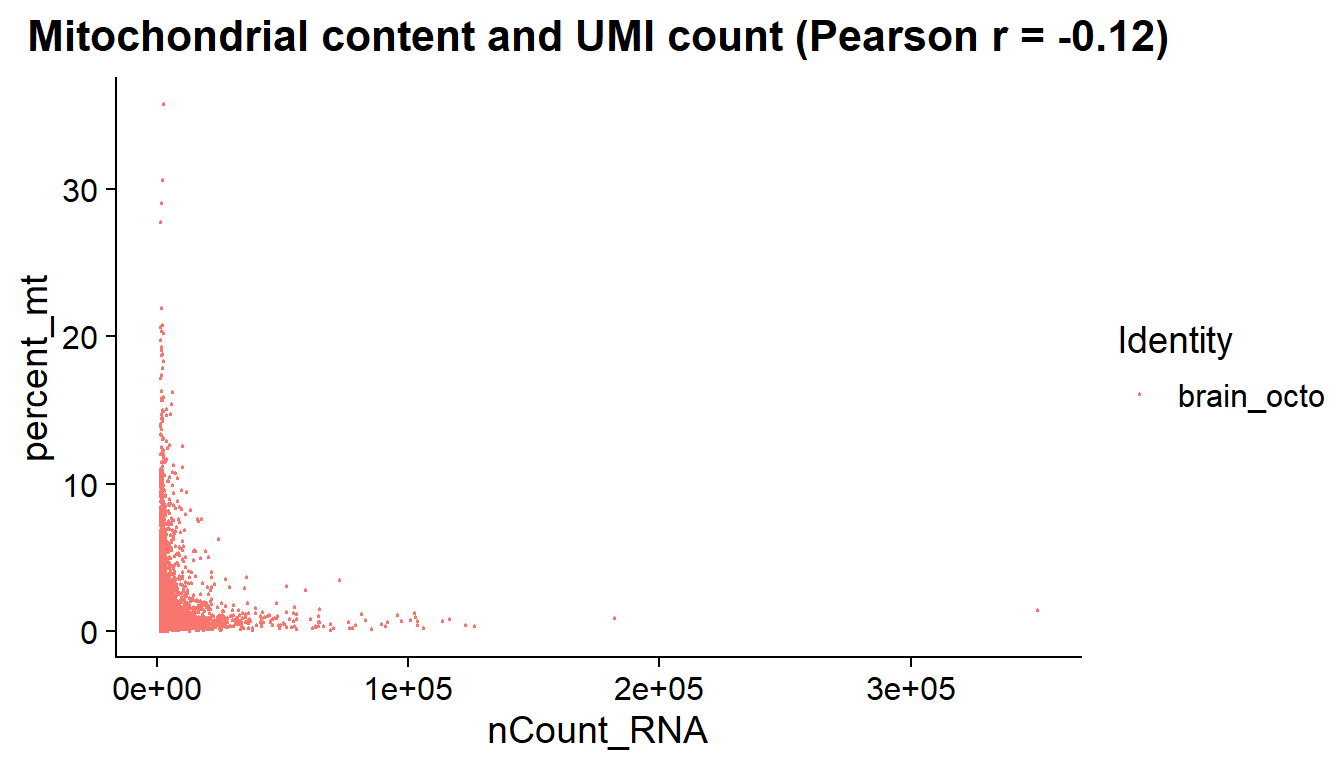 Mitochondrial content and UMI count (Pearson r = -0.12)
percent_mt
30
20
10
0
0e+00 1e+05 2e+05 3e+05
nCount_RNA
Identity
brain_octo